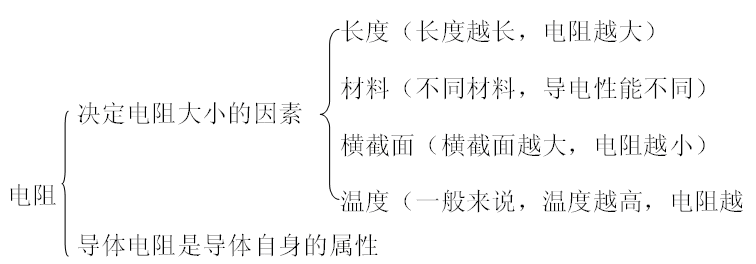 长度（长度越长，电阻越大）
材料（不同材料，导电性能不同）
决定电阻大小的因素
横截面（横截面越大，电阻越小）
电阻
温度（一般来说，温度越高，电阻越
导体电阻是导体自身的属性